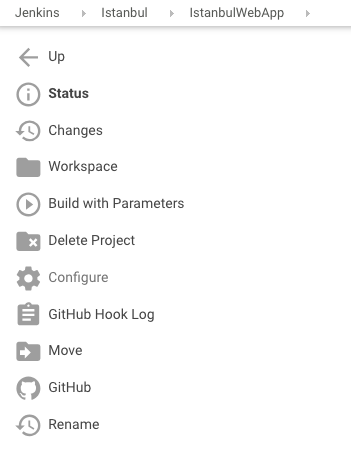 Jenkins Istanbul IstanbulWebApp
Up
Status
Changes
Workspace
Build with Parameters
Delete Project
Configure
GitHub Hook Log
Move
GitHub
Rename